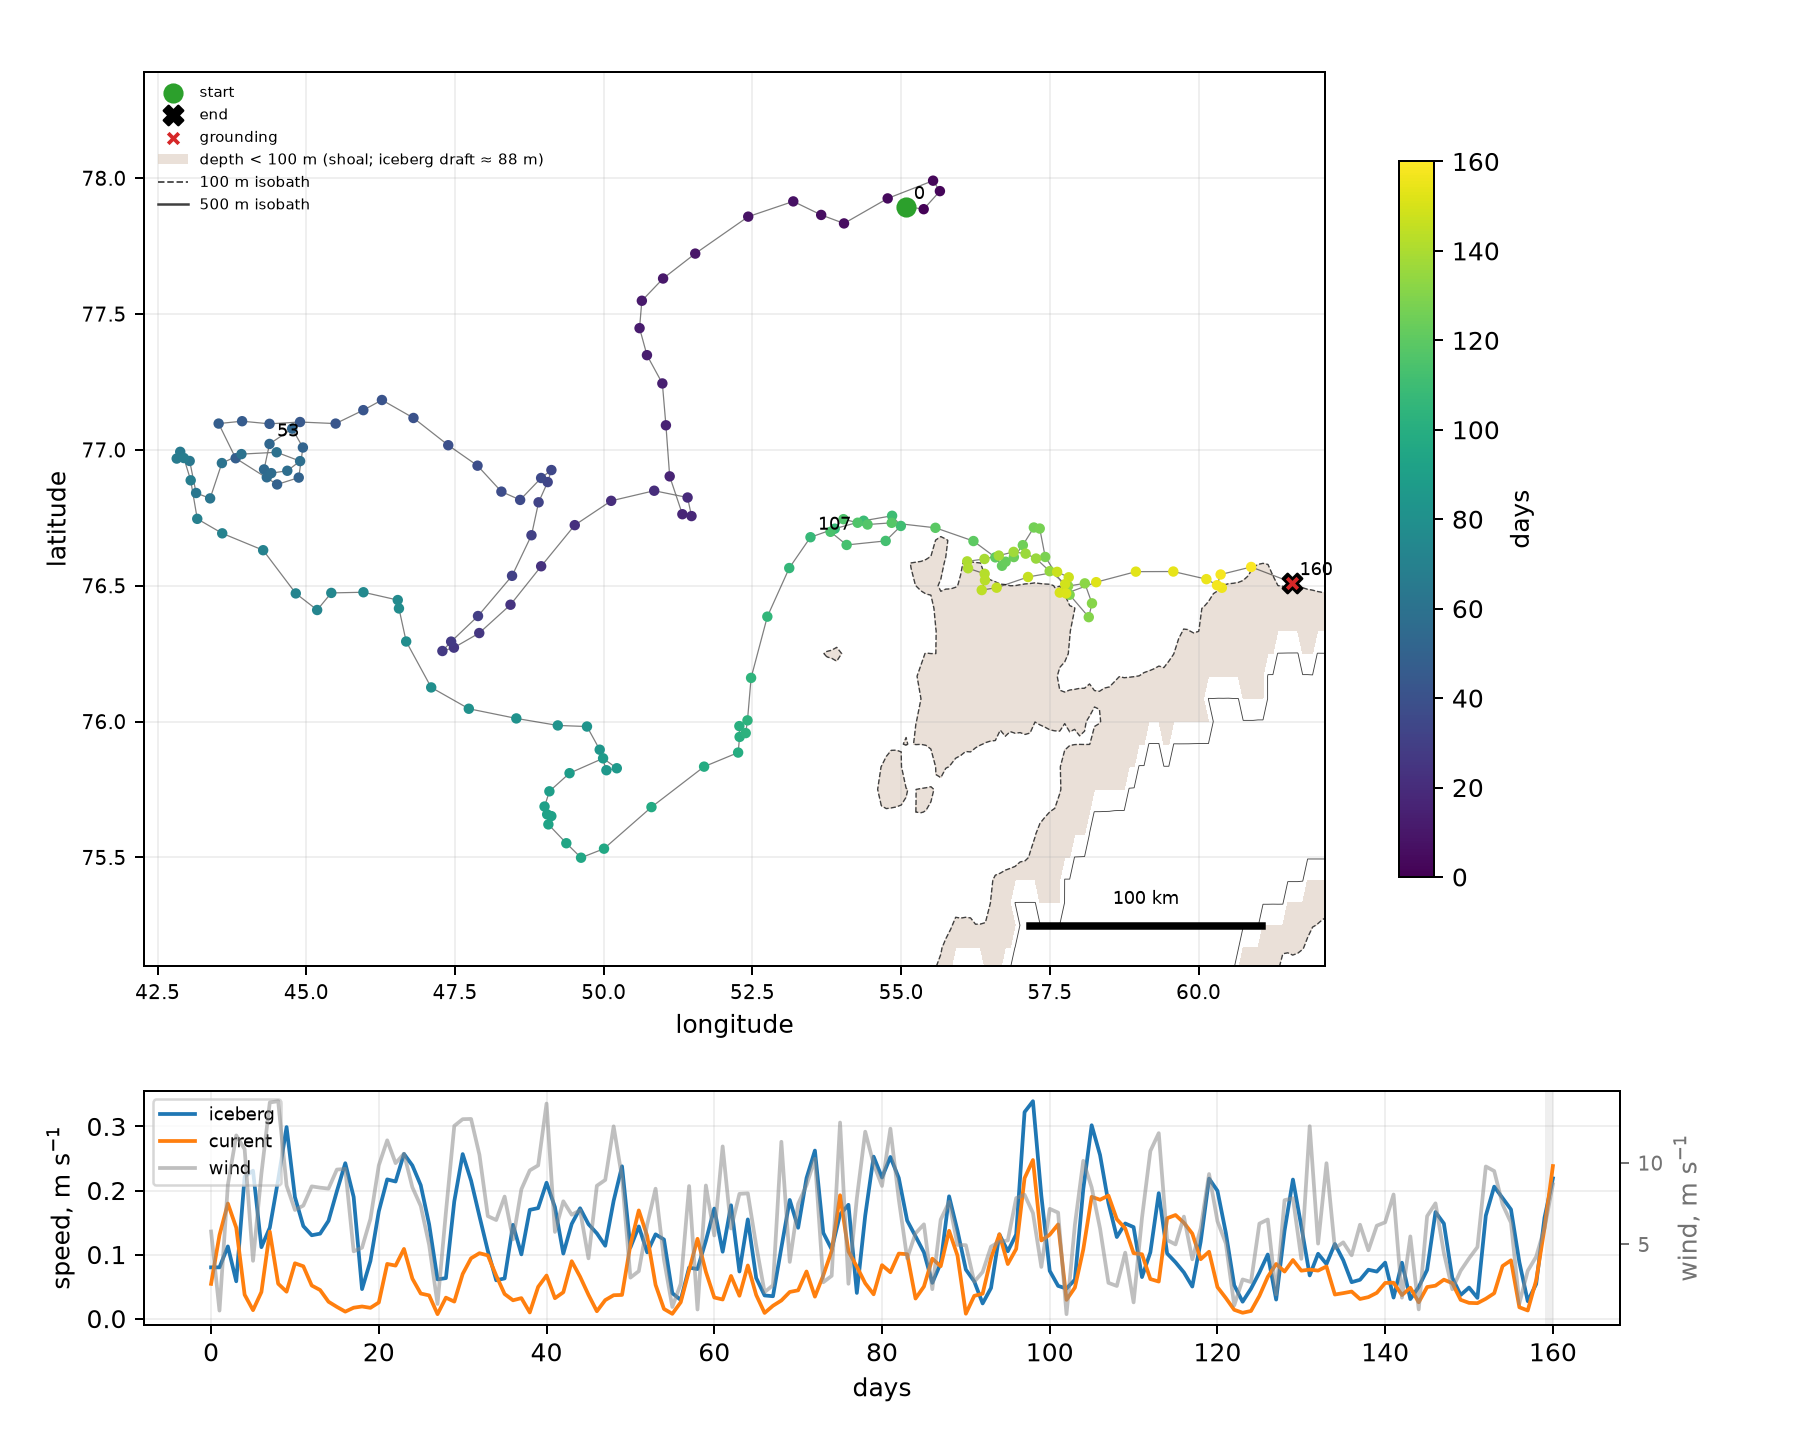 start
end
grounding
depth < 100 m (shoal; iceberg draft ≈ 88 m)
100 m isobath
500 m isobath
0
53
107
160
100 km
78.0
77.5
77.0
76.5
76.0
75.5
latitude
42.5 45.0 47.5 50.0 52.5 55.0 57.5 60.0
longitude
160
140
120
100
80
60
40
20
0
days
iceberg
current
wind
0.3
0.2
0.1
0.0
speed, m s⁻¹
10
5
wind, m s⁻¹
0 20 40 60 80 100 120 140 160
days